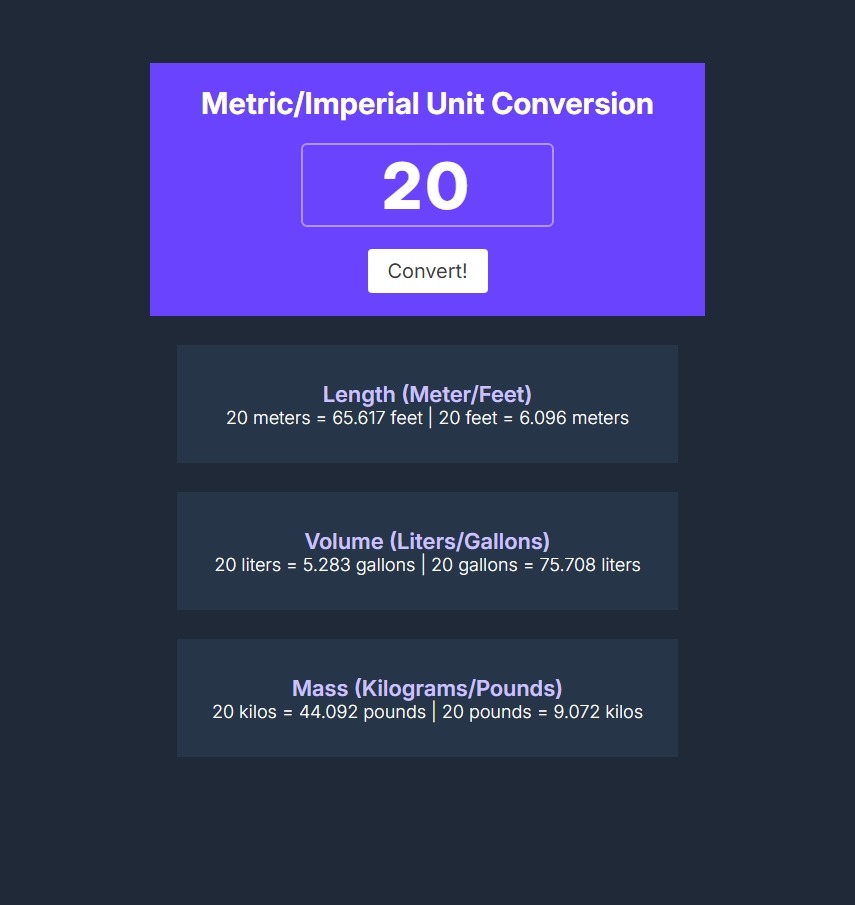 Metric/Imperial Unit Conversion
20
Convert!
Length (Meter/Feet)
20 meters = 65.617 feet | 20 feet = 6.096 meters
Volume (Liters/Gallons)
20 liters = 5.283 gallons | 20 gallons = 75.708 liters
Mass (Kilograms/Pounds)
20 kilos = 44.092 pounds | 20 pounds = 9.072 kilos